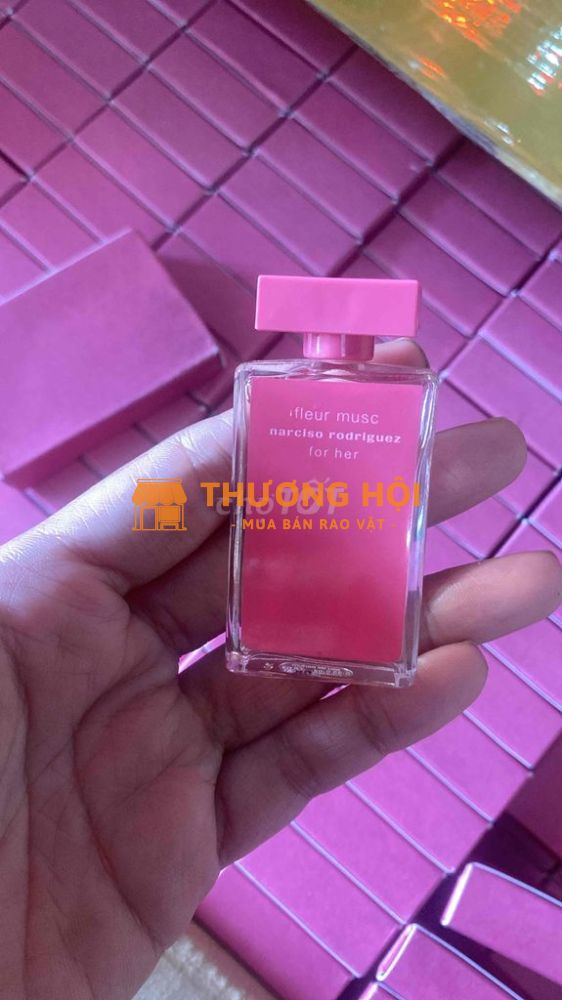 fleur musc
narciso rodriguez
for her
THƯƠNG HỘI
- MUA BÁN RAO VẶT -